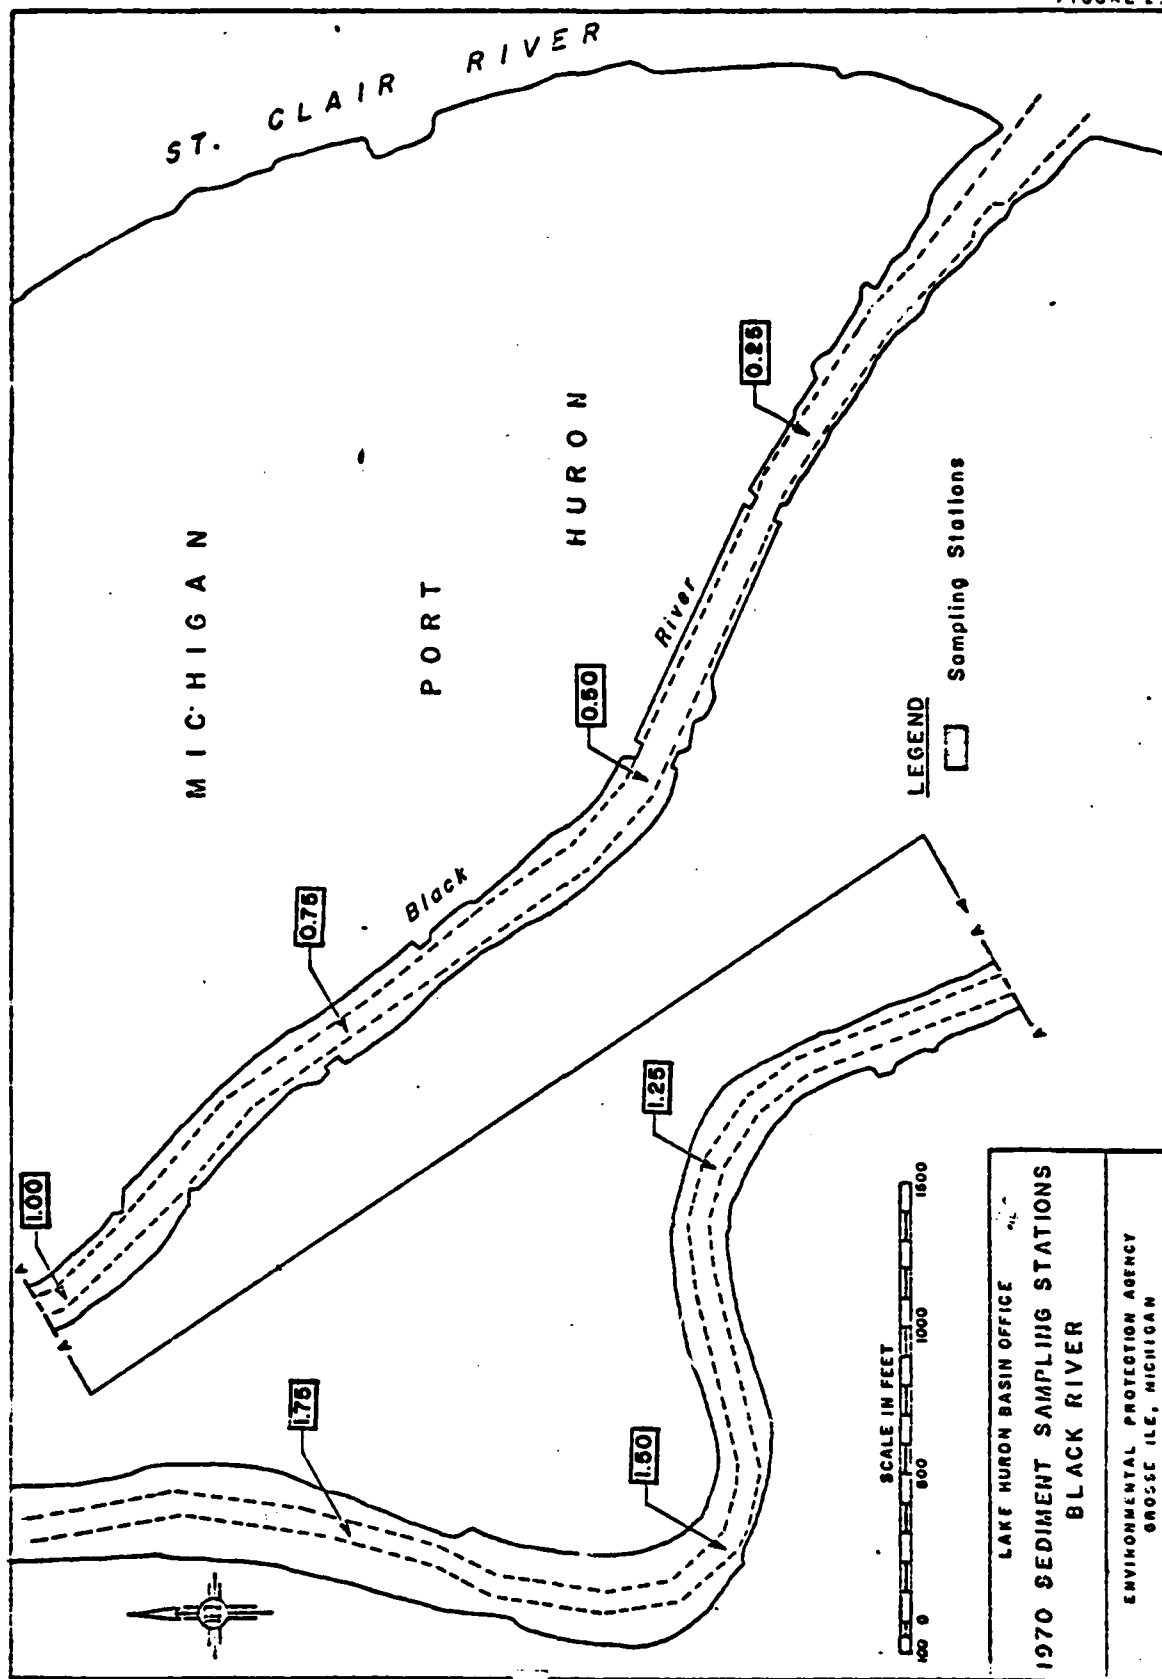 ST. CLAIR RIVER
MICHIGAN
PORT
HURON
Black
River
1.00
0.75
0.50
0.25
1.75
1.50
1.25
A
A
A
A
LEGEND
Sampling Stations
SCALE IN FEET
100 0 500 1000 1500
LAKE HURON BASIN OFFICE
1970 SEDIMENT SAMPLING STATIONS
BLACK RIVER
ENVIRONMENTAL PROTECTION AGENCY
GROSSE ILE, MICHIGAN